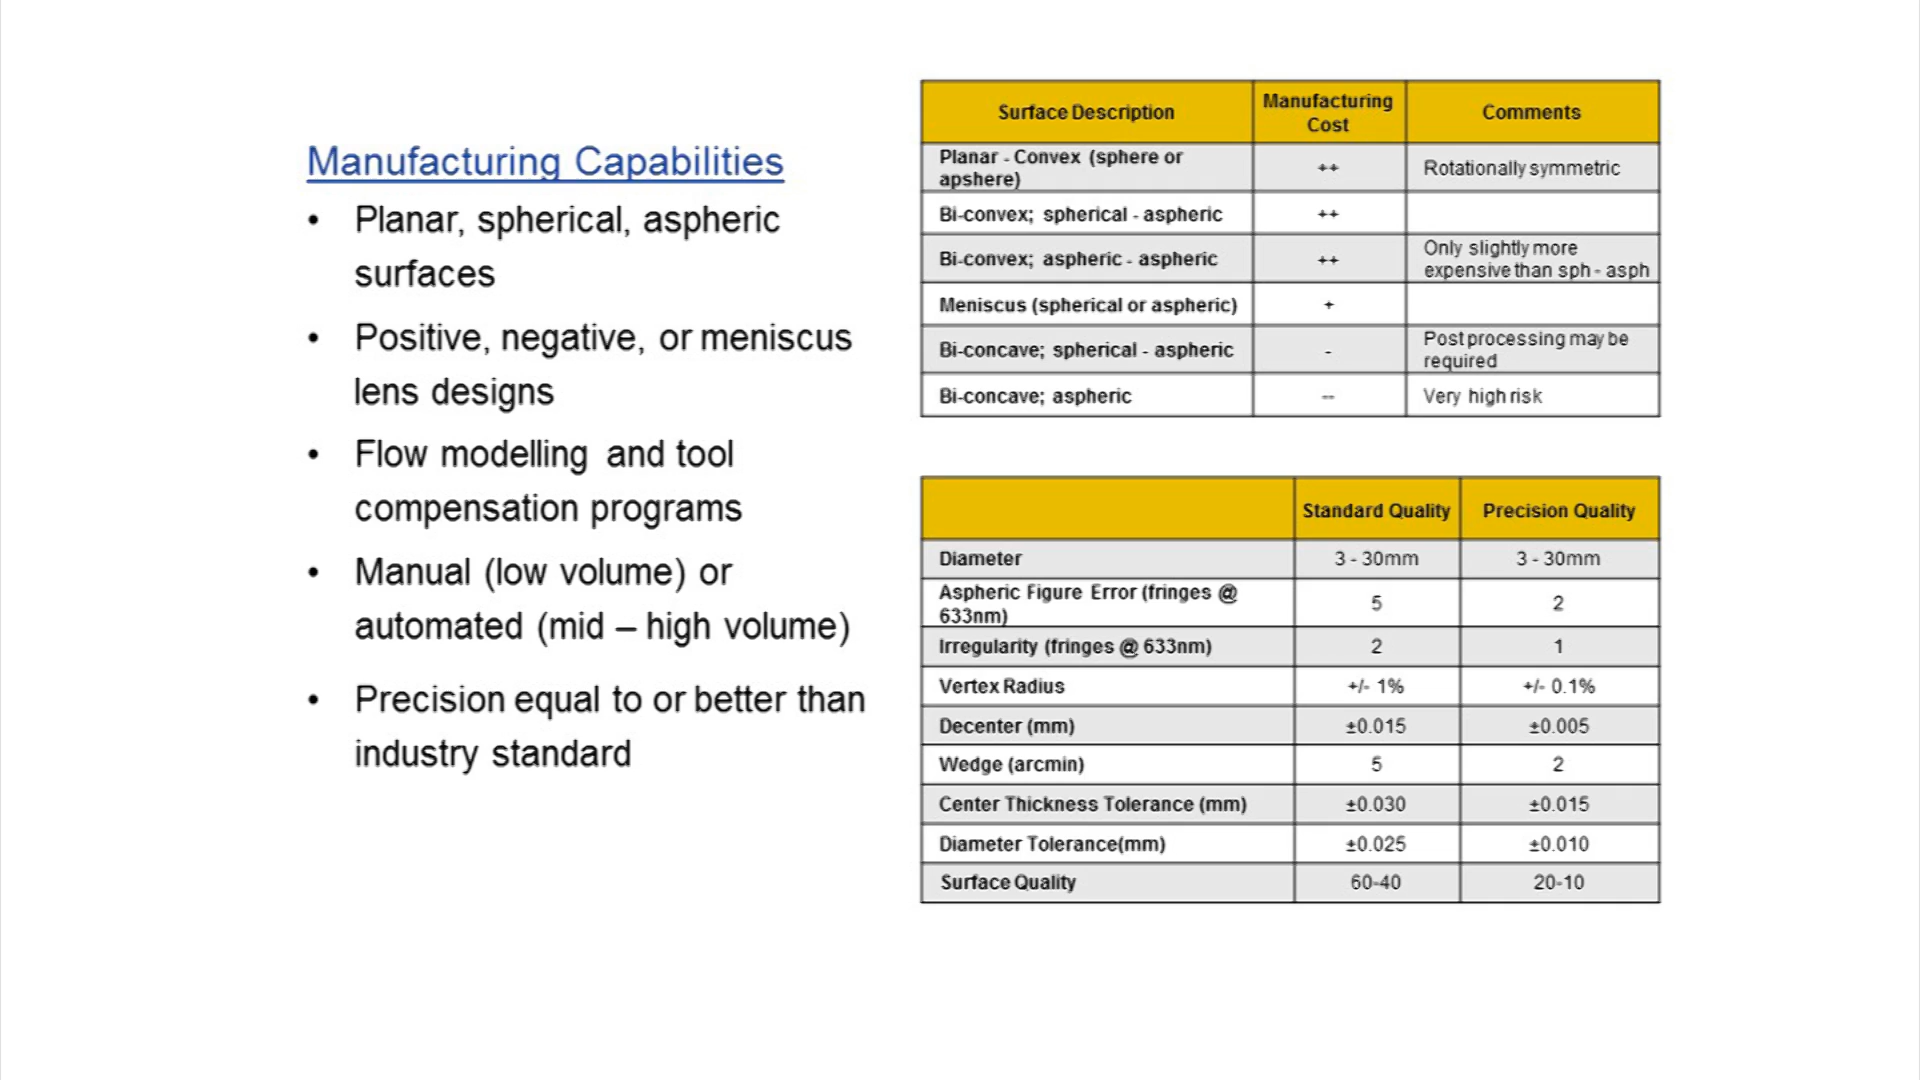 Manufacturing Capabilities
• Planar, spherical, aspheric
surfaces
• Positive, negative, or meniscus
lens designs
• Flow modelling and tool
compensation programs
• Manual (low volume) or
automated (mid – high volume)
• Precision equal to or better than
industry standard
Surface Description Manufacturing Cost Comments
Planar - Convex (sphere or apshere) ++ Rotationally symmetric
Bi-convex; spherical - aspheric ++
Bi-convex; aspheric - aspheric ++ Only slightly more expensive than sph - asph
Meniscus (spherical or aspheric) +
Bi-concave; spherical - aspheric - Post processing may be required
Bi-concave; aspheric -- Very high risk
Standard Quality Precision Quality
Diameter 3 - 30mm 3 - 30mm
Aspheric Figure Error (fringes @ 633nm) 5 2
Irregularity (fringes @ 633nm) 2 1
Vertex Radius +/- 1% +/- 0.1%
Decenter (mm) ±0.015 ±0.005
Wedge (arcmin) 5 2
Center Thickness Tolerance (mm) ±0.030 ±0.015
Diameter Tolerance(mm) ±0.025 ±0.010
Surface Quality 60-40 20-10